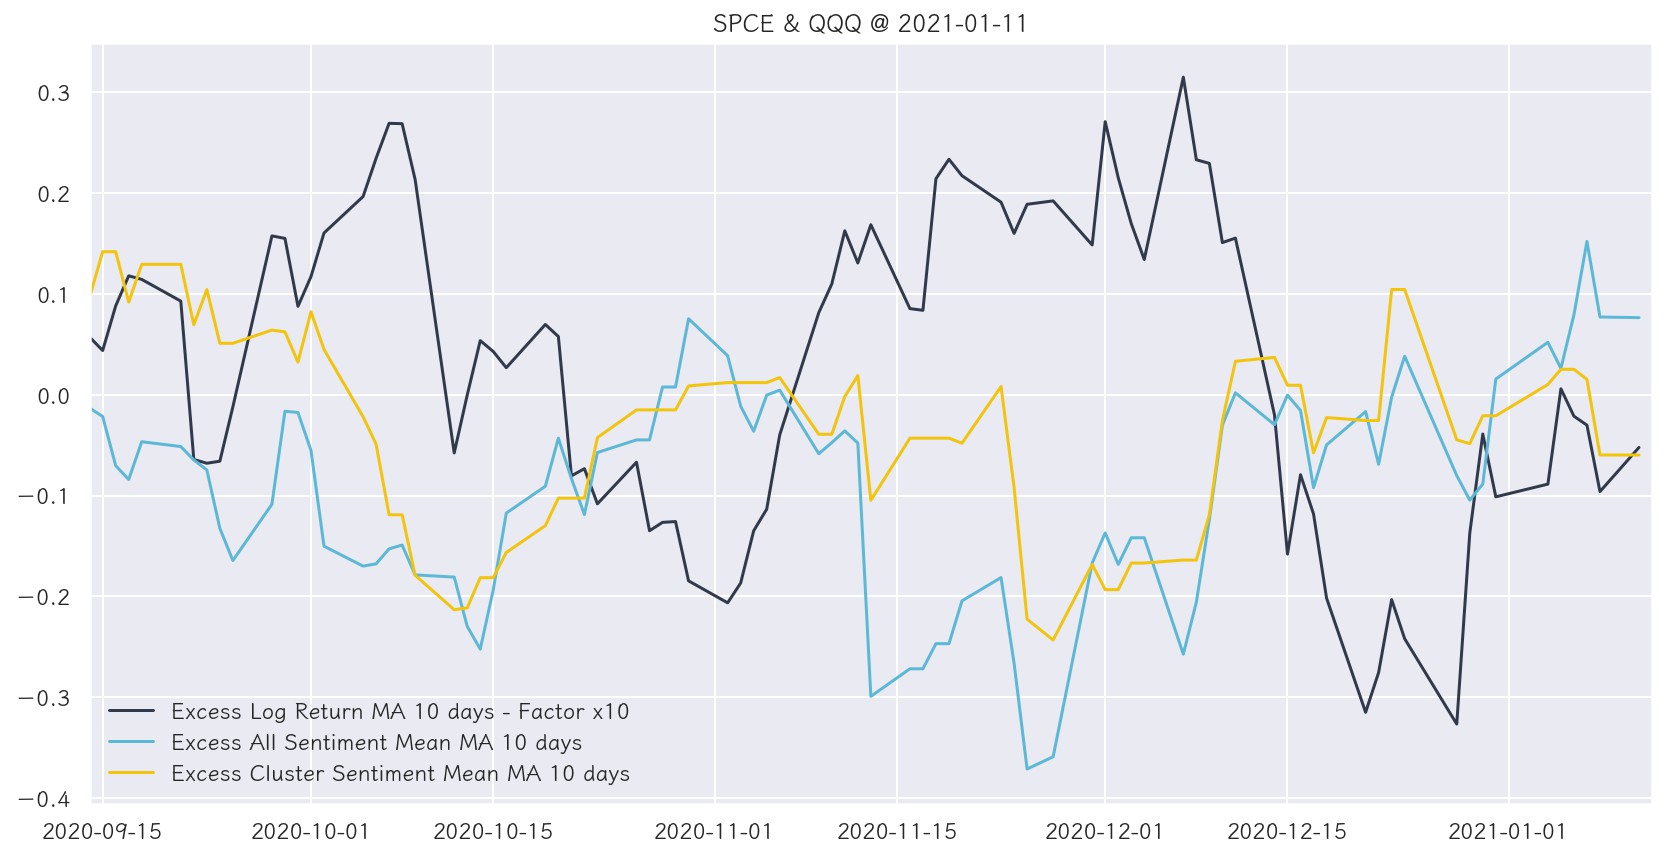 SPCE & QQQ @ 2021-01-11
0.3
0.2
0.1
0.0
−0.1
−0.2
−0.3
−0.4
Excess Log Return MA 10 days - Factor x10
Excess All Sentiment Mean MA 10 days
Excess Cluster Sentiment Mean MA 10 days
2020-09-15 2020-10-01 2020-10-15 2020-11-01 2020-11-15 2020-12-01 2020-12-15 2021-01-01